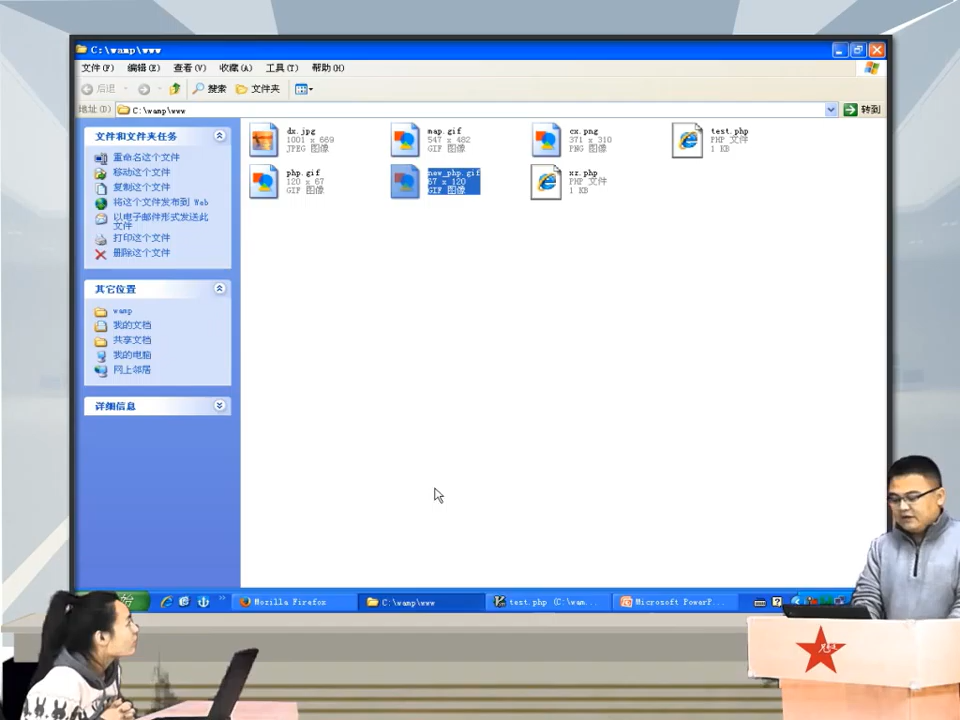 C:\wamp\www
文件(F) 编辑(E) 查看(V) 收藏(A) 工具(T) 帮助(H)
后退 搜索 文件夹
地址(D) C:\wamp\www 转到
文件和文件夹任务
重命名这个文件
移动这个文件
复制这个文件
将这个文件发布到 Web
以电子邮件形式发送此
文件
打印这个文件
删除这个文件
其它位置
wamp
我的文档
共享文档
我的电脑
网上邻居
详细信息
dx.jpg
1001 x 669
JPEG 图像
map.gif
547 x 482
GIF 图像
cx.png
371 x 310
PNG 图像
test.php
PHP 文件
1 KB
php.gif
120 x 67
GIF 图像
new_php.gif
67 x 120
GIF 图像
xz.php
PHP 文件
1 KB
始 Mozilla Firefox C:\wamp\www test.php (C:\wam... Microsoft PowerP...